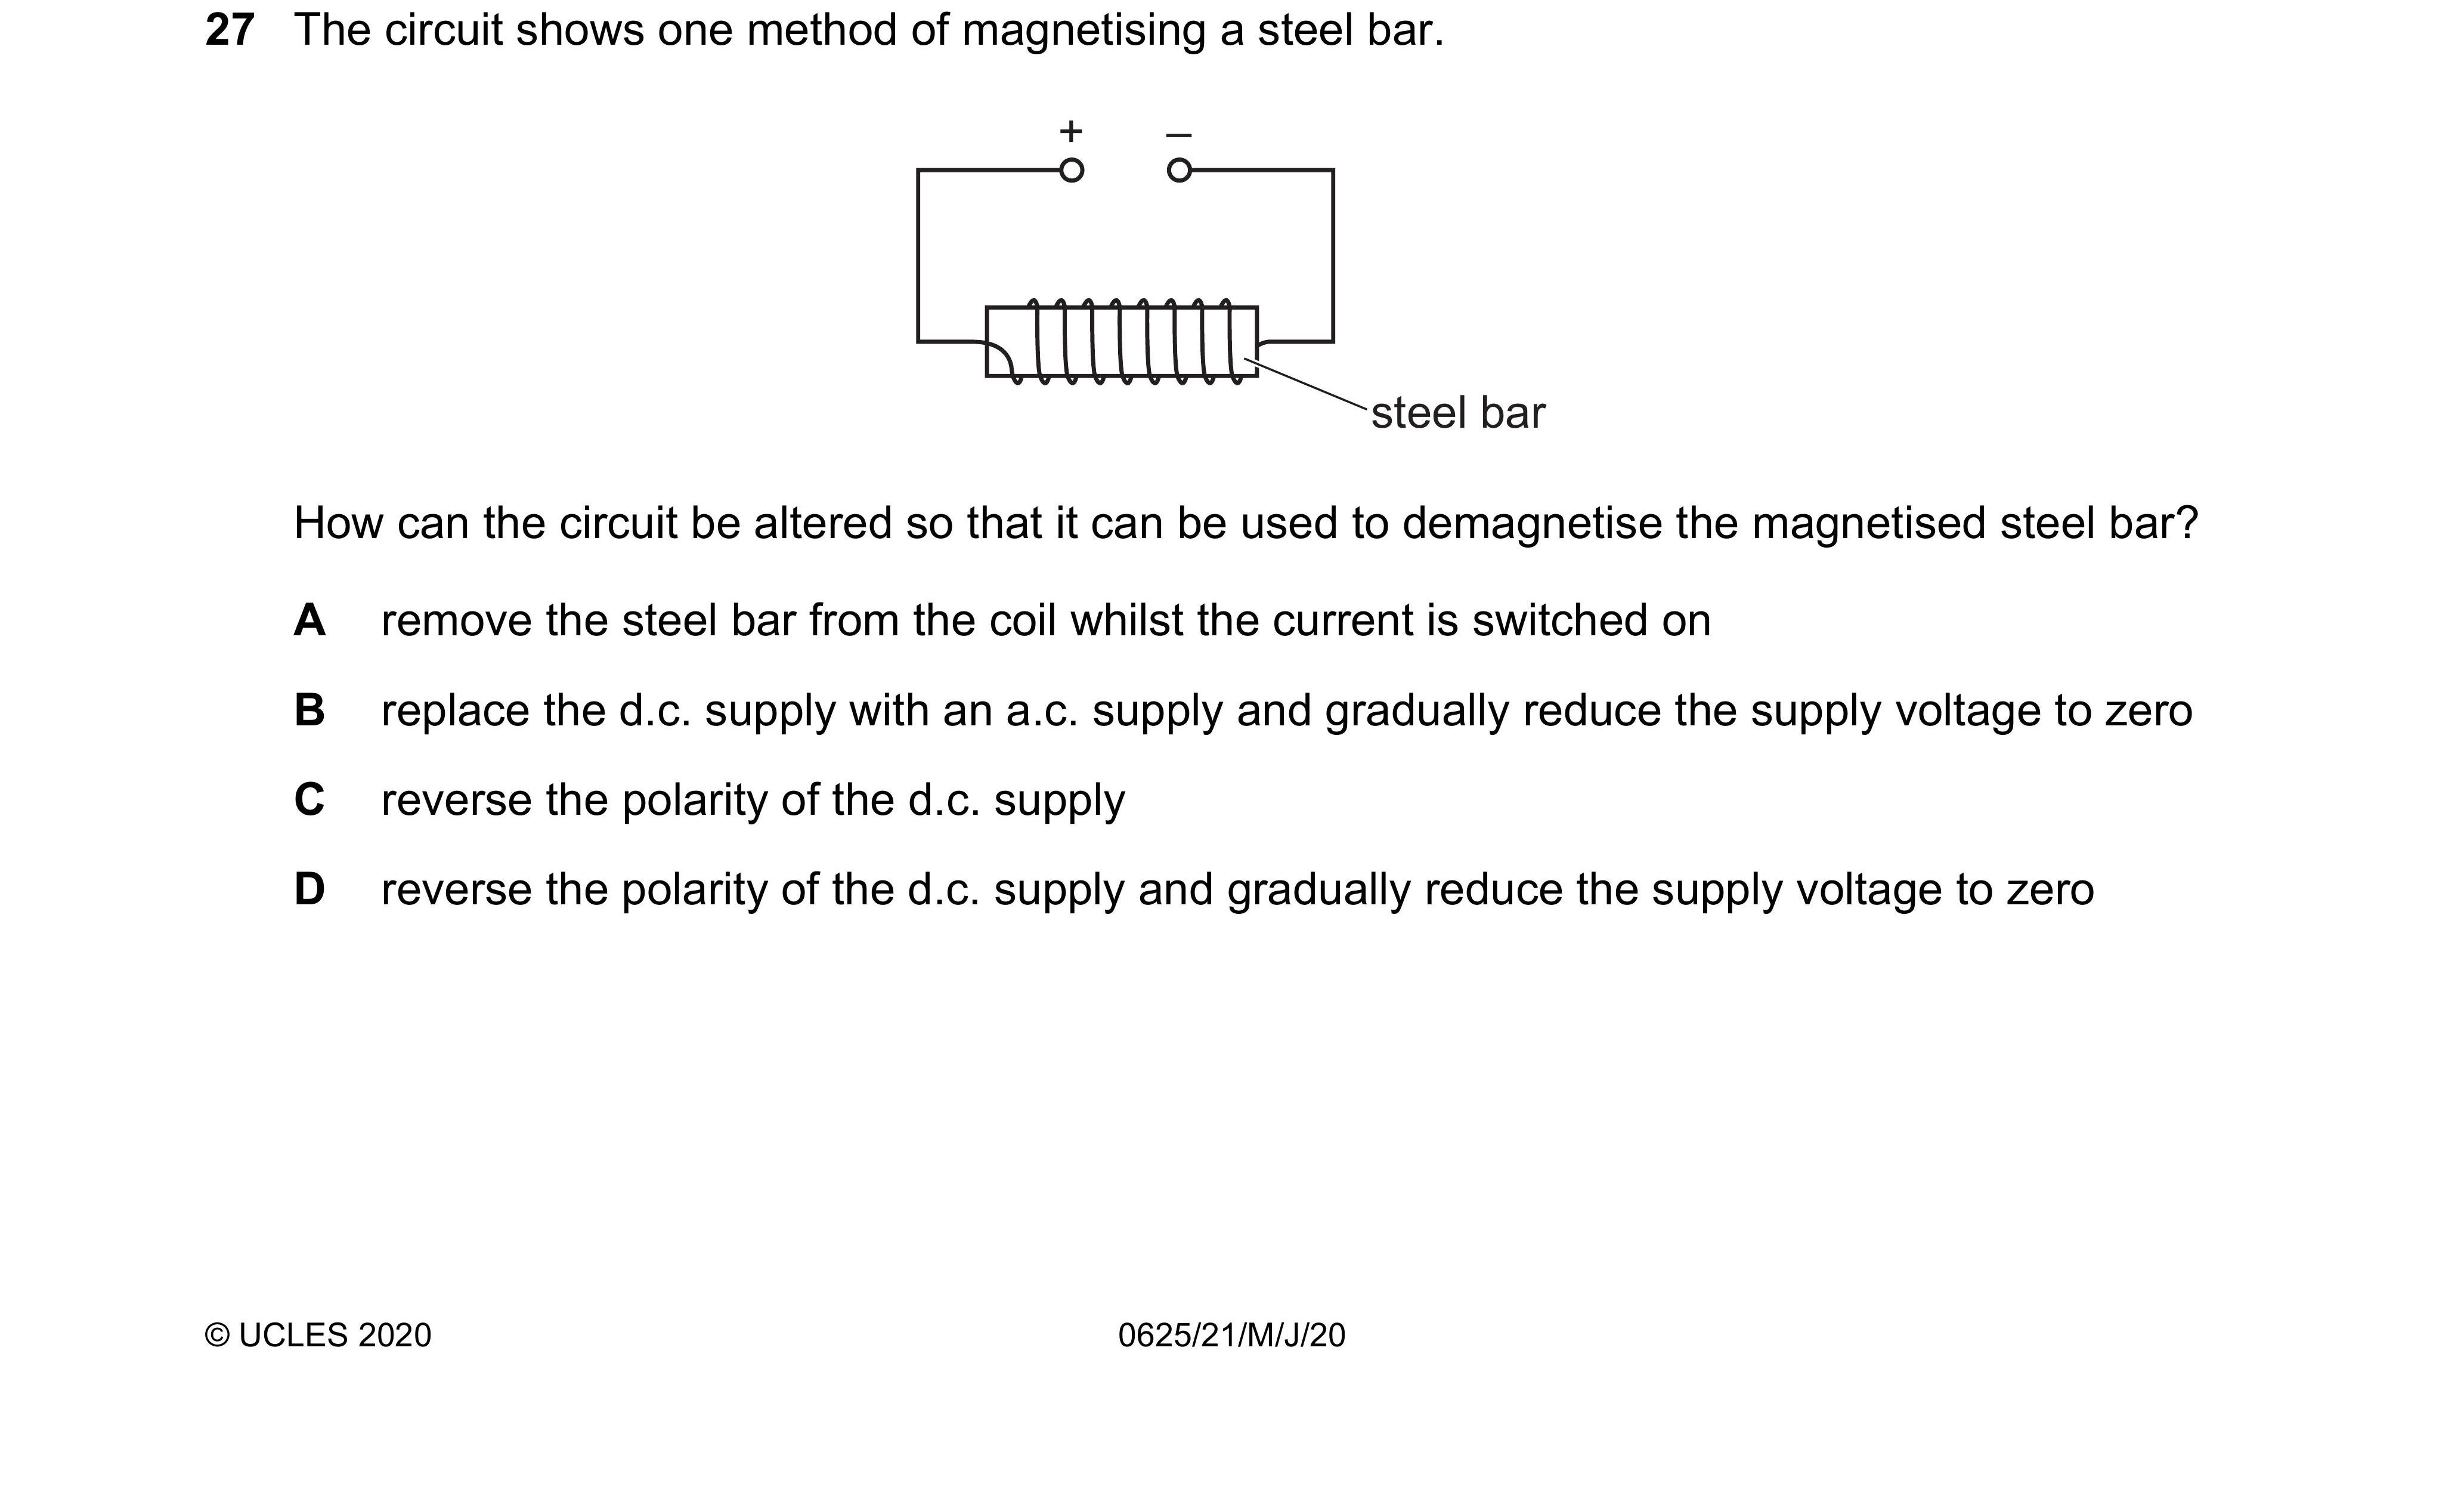 27 The circuit shows one method of magnetising a steel bar.
+ –
steel bar
How can the circuit be altered so that it can be used to demagnetise the magnetised steel bar?
A remove the steel bar from the coil whilst the current is switched on
B replace the d.c. supply with an a.c. supply and gradually reduce the supply voltage to zero
C reverse the polarity of the d.c. supply
D reverse the polarity of the d.c. supply and gradually reduce the supply voltage to zero
© UCLES 2020 0625/21/M/J/20